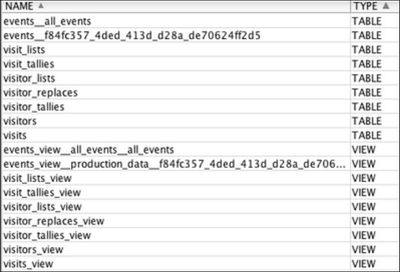 NAME TYPE
events__all_events TABLE
events__f84fc357_4ded_413d_d28a_de70624ff2d5 TABLE
visit_lists TABLE
visit_tallies TABLE
visitor_lists TABLE
visitor_replaces TABLE
visitor_tallies TABLE
visitors TABLE
visits TABLE
events_view__all_events__all_events VIEW
events_view__production_data__f84fc357_4ded_413d_d28a_de706... VIEW
visit_lists_view VIEW
visit_tallies_view VIEW
visitor_lists_view VIEW
visitor_replaces_view VIEW
visitor_tallies_view VIEW
visitors_view VIEW
visits_view VIEW